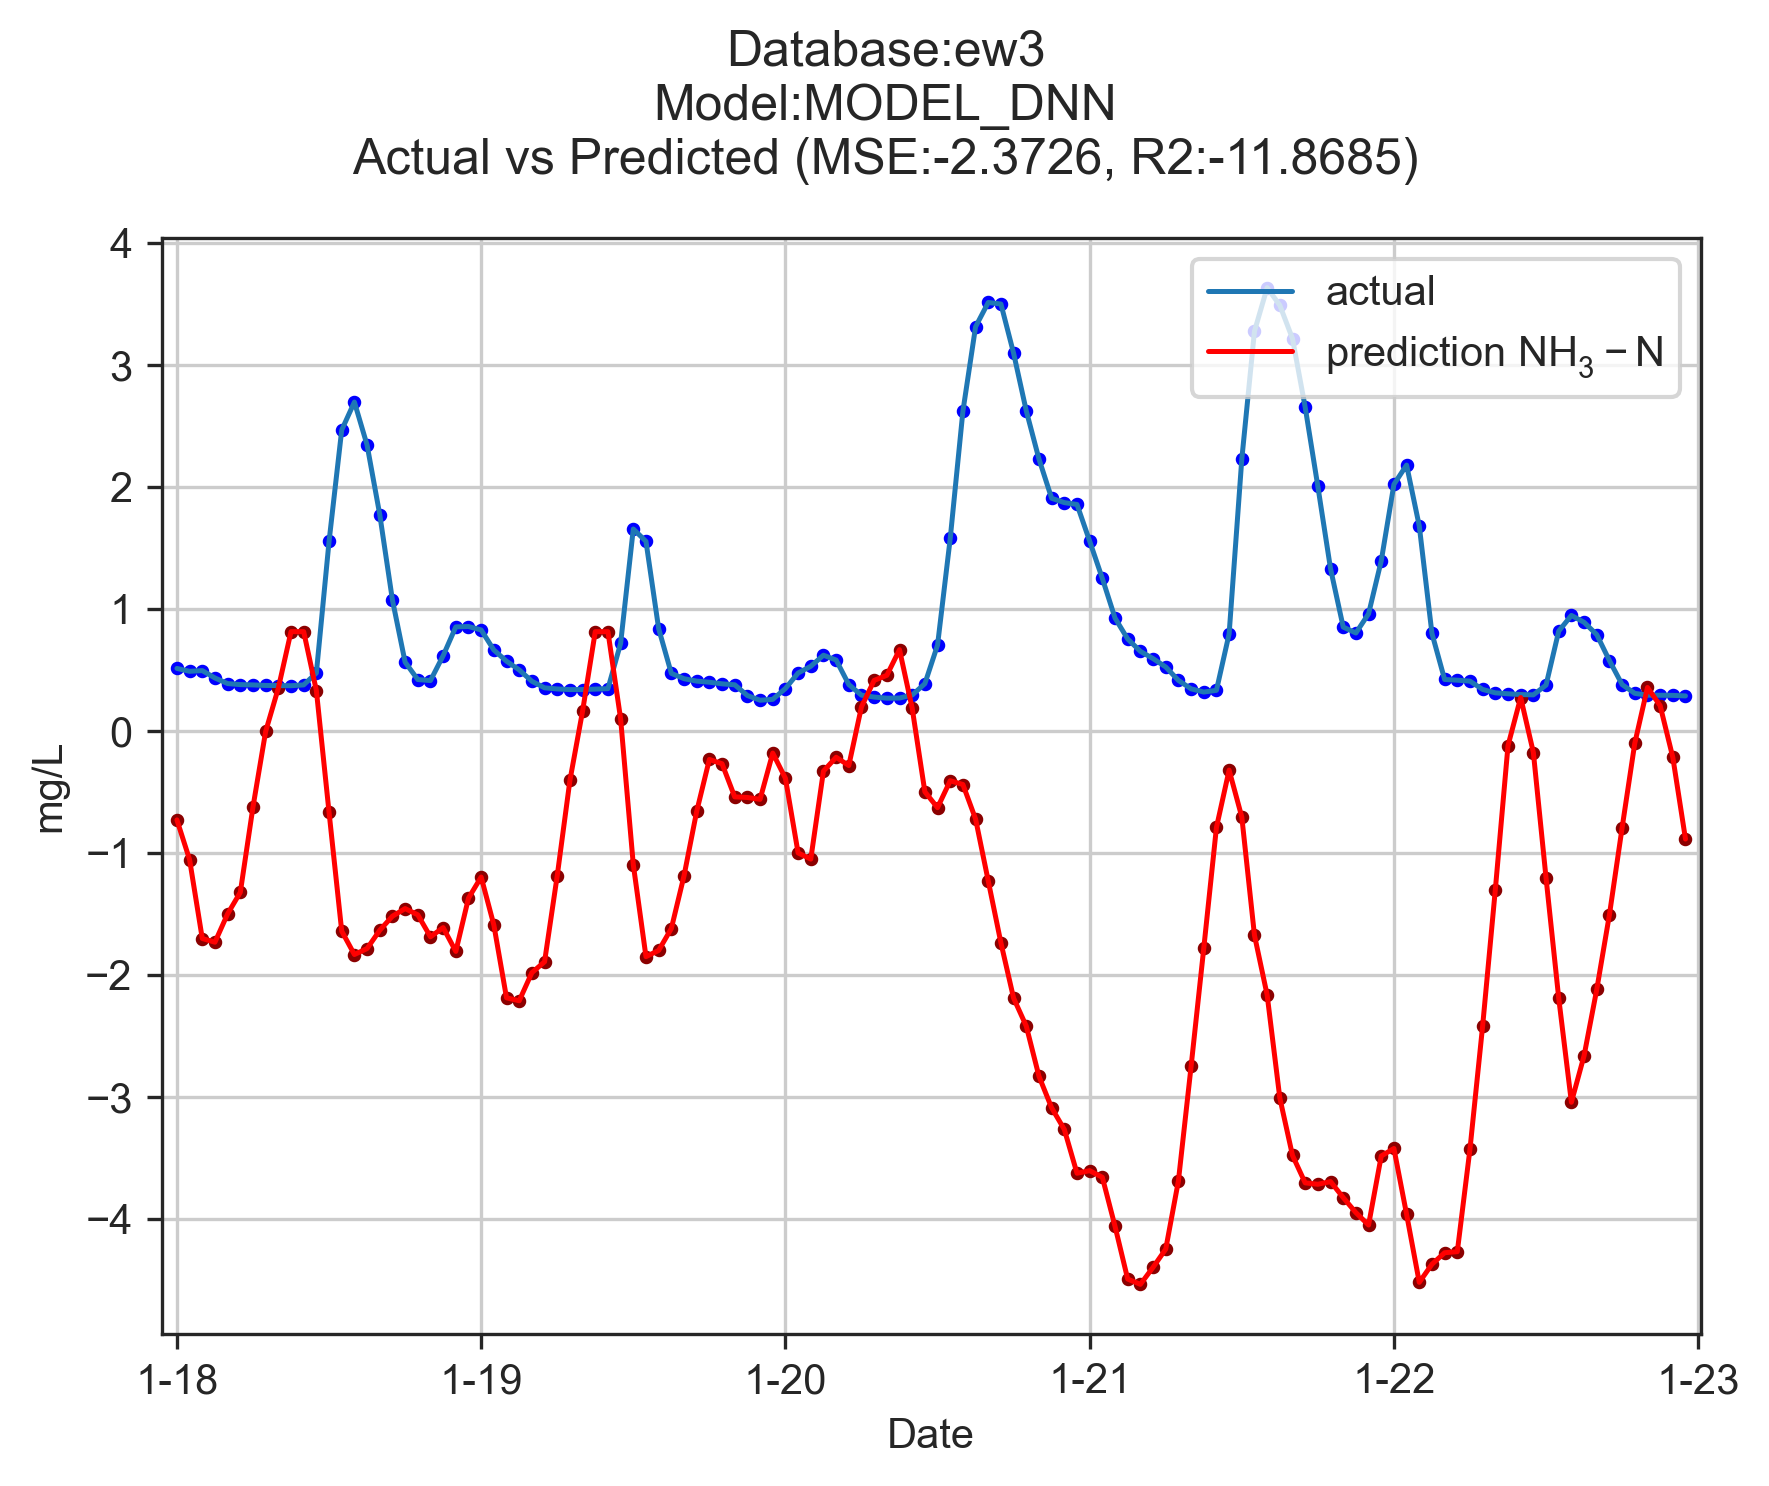 Database:ew3
Model:MODEL_DNN
Actual vs Predicted (MSE:-2.3726, R2:-11.8685)
4
actual
prediction NH₃ − N
3
2
1
0
mg/L
−1
−2
−3
−4
1-18 1-19 1-20 1-21 1-22 1-23
Date